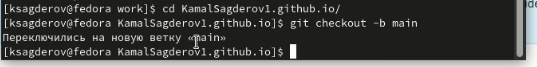 [ksagderov@fedora work]$ cd KamalSagderov1.github.io/
[ksagderov@fedora KamalSagderov1.github.io]$ git checkout -b main
Переключились на новую ветку «main»
[ksagderov@fedora KamalSagderov1.github.io]$